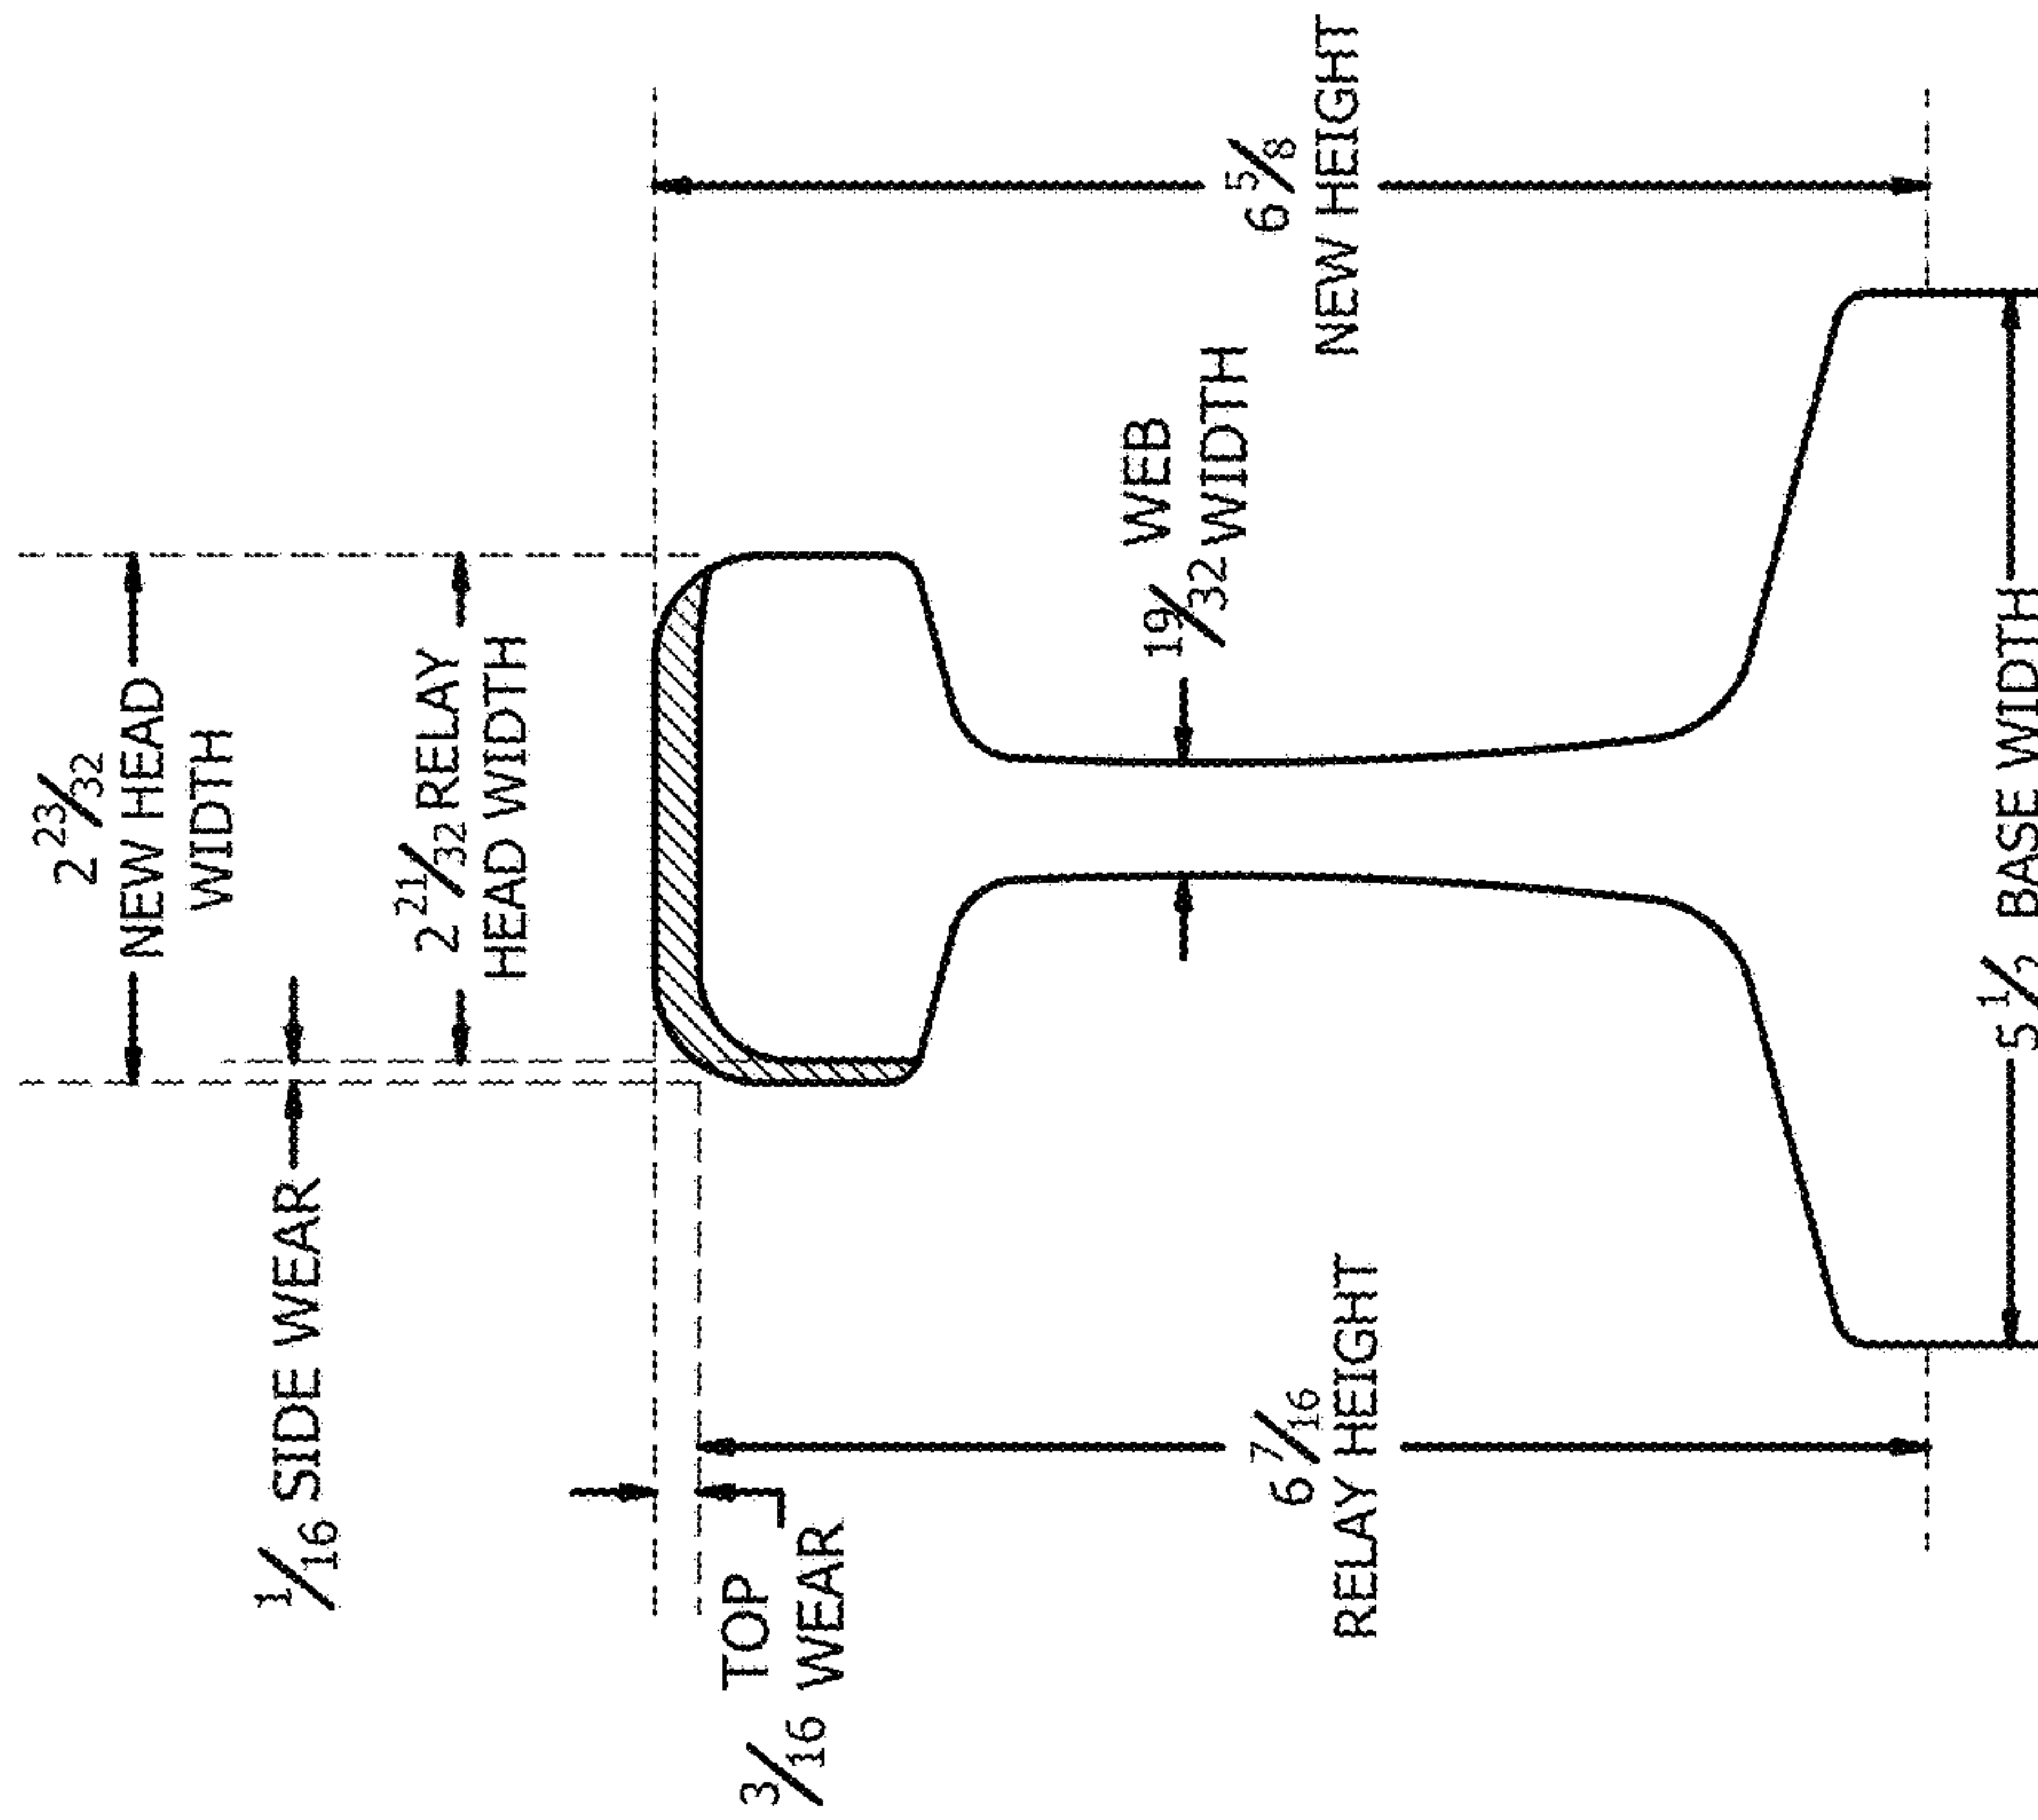 2 23/32
NEW HEAD
WIDTH
2 21/32 RELAY
HEAD WIDTH
1/16 SIDE WEAR
3/16 TOP
WEAR
19/32 WEB
WIDTH
6 5/8
NEW HEIGHT
6 7/16
RELAY HEIGHT
5 1/2 BASE WIDTH